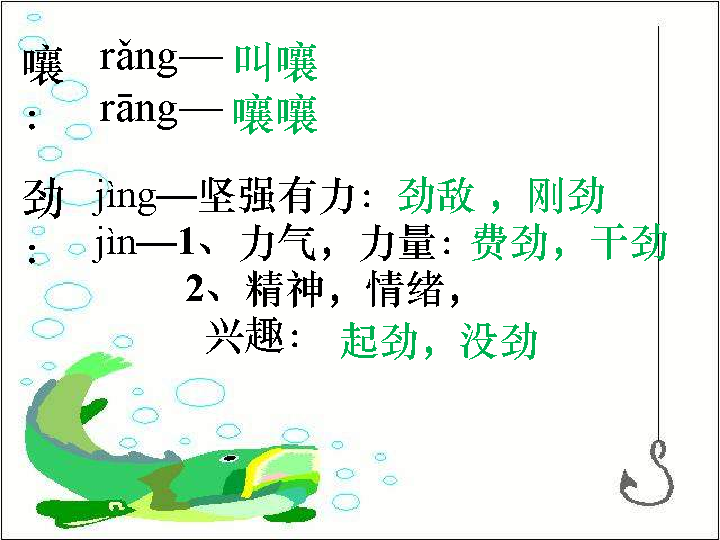 嚷： rǎng— 叫嚷
rāng— 嚷嚷
劲： jìng—坚强有力：劲敌，刚劲
jìn—1、力气，力量：费劲，干劲
2、精神，情绪，
兴趣： 起劲，没劲